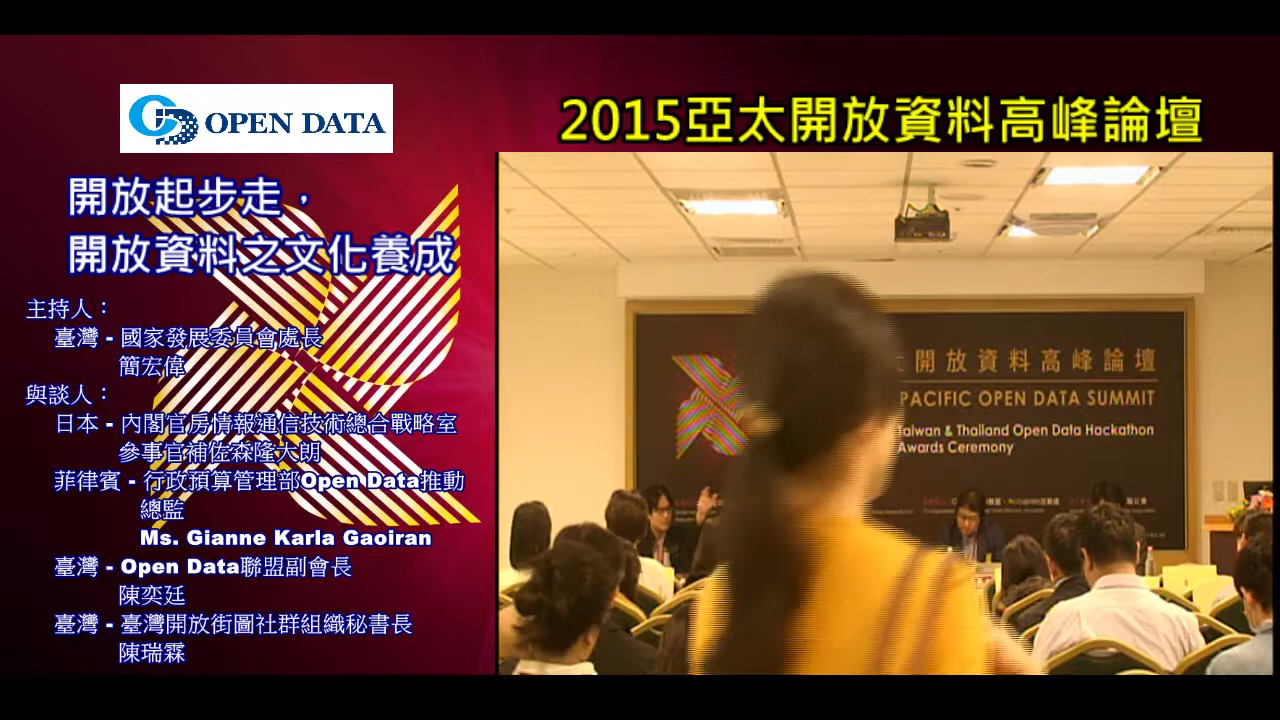 OPEN DATA
2015亞太開放資料高峰論壇
開放起步走，
開放資料之文化養成
主持人：
臺灣 - 國家發展委員會處長
簡宏偉
與談人：
日本 - 內閣官房情報通信技術總合戰略室
參事官補佐森隆大朗
菲律賓 - 行政預算管理部Open Data推動
總監
Ms. Gianne Karla Gaoiran
臺灣 - Open Data聯盟副會長
陳奕廷
臺灣 - 臺灣開放街圖社群組織秘書長
陳瑞霖
開放資料高峰論壇
PACIFIC OPEN DATA SUMMIT
Taiwan & Thailand Open Data Hackathon
Awards Ceremony